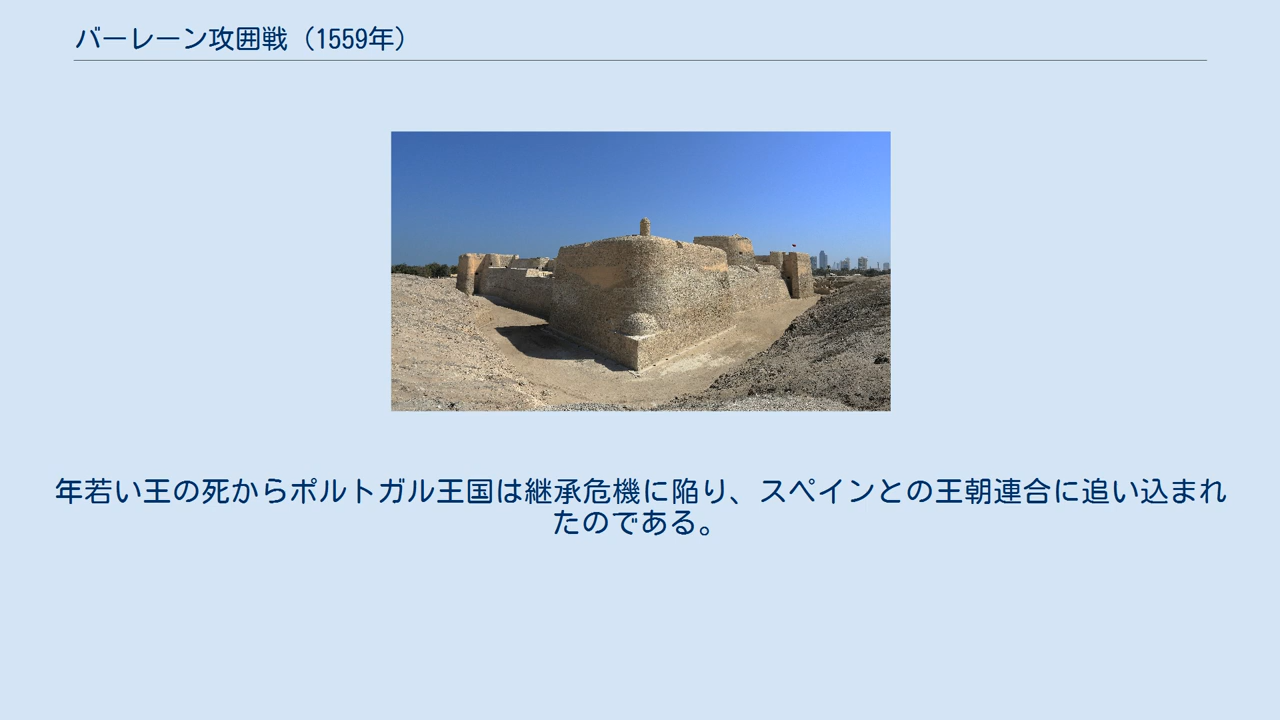 バーレーン攻囲戦（1559年）
年若い王の死からポルトガル王国は継承危機に陥り、スペインとの王朝連合に追い込まれ
たのである。